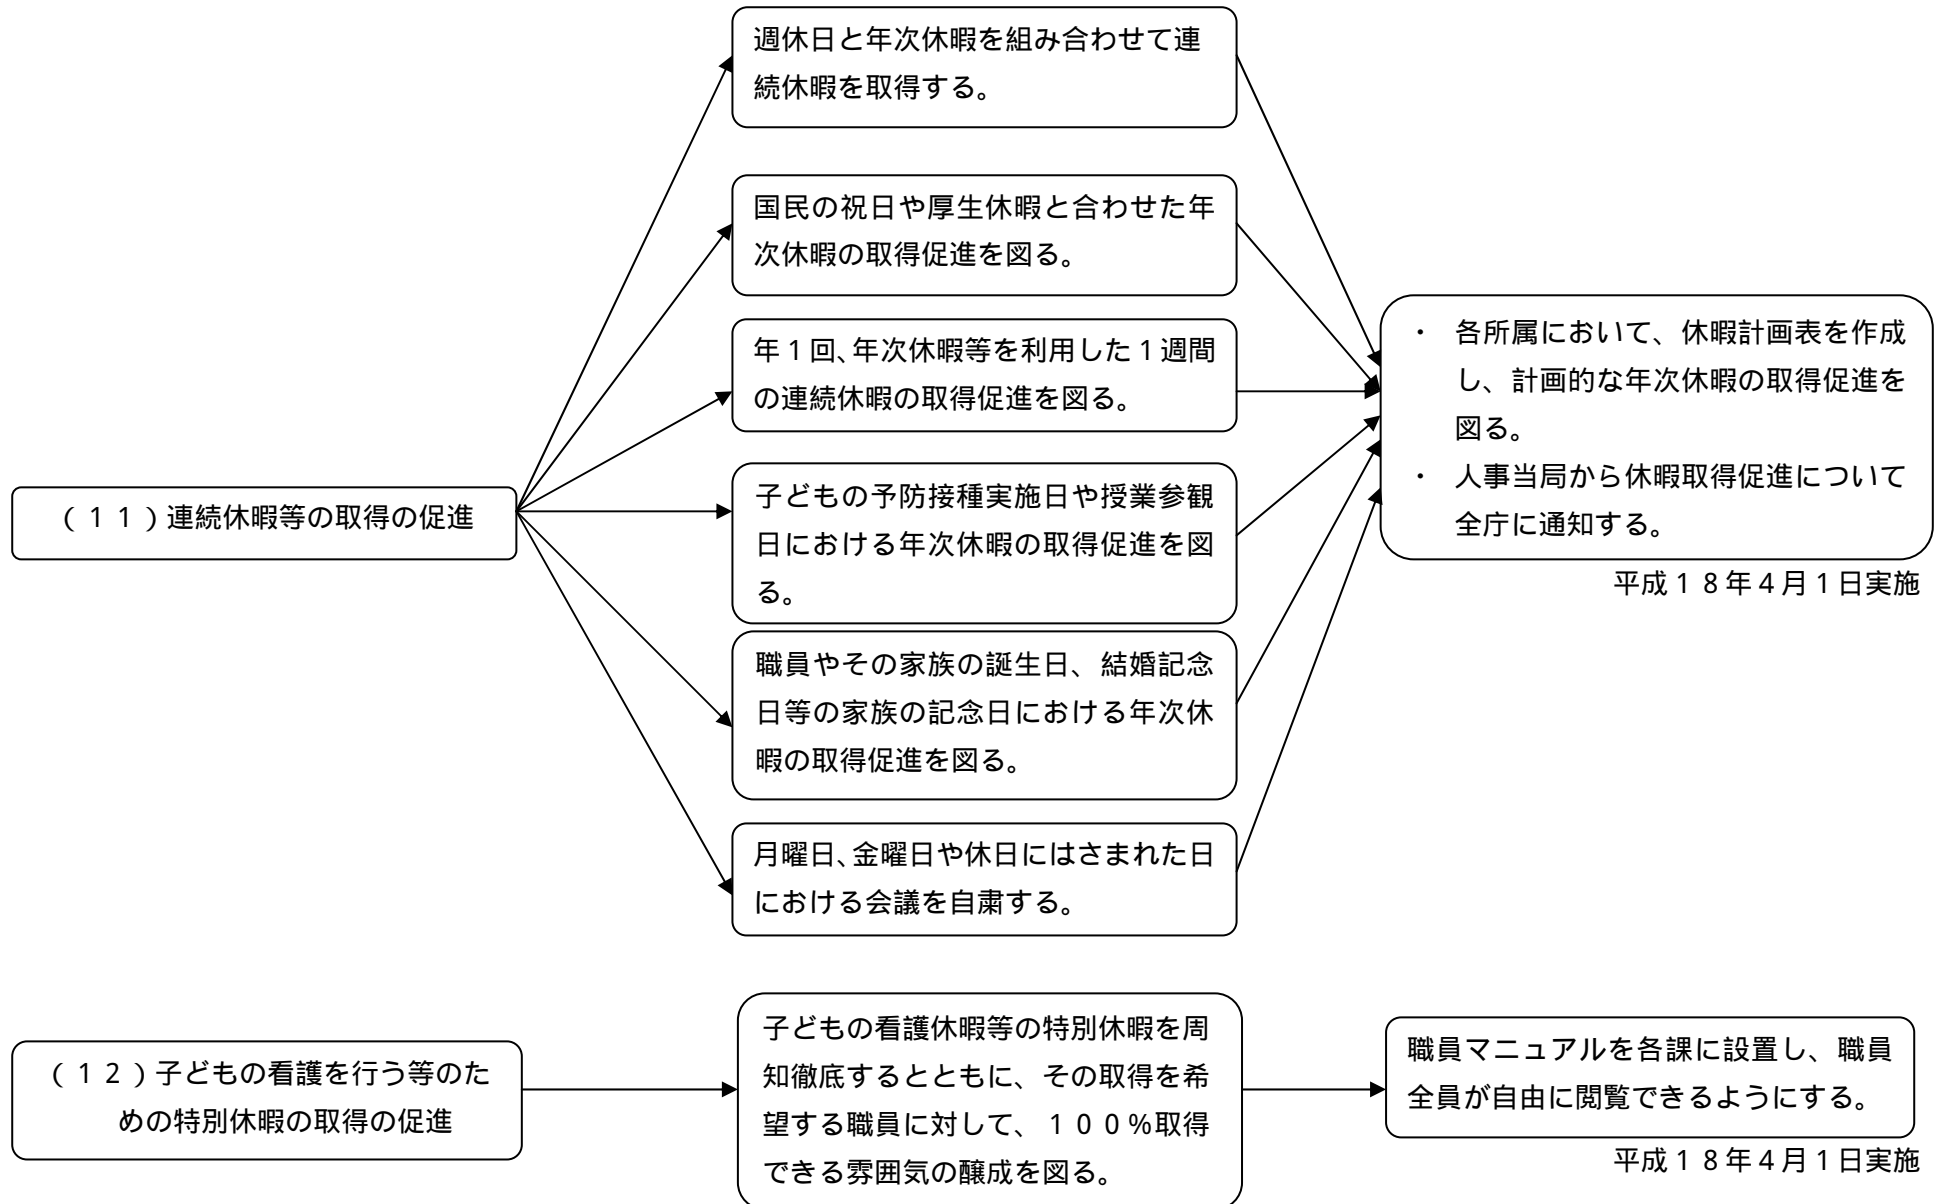 週休日と年次休暇を組み合わせて連
続休暇を取得する。
国民の祝日や厚生休暇と合わせた年
次休暇の取得促進を図る。
年１回、年次休暇等を利用した１週間
の連続休暇の取得促進を図る。
（１１）連続休暇等の取得の促進
子どもの予防接種実施日や授業参観
日における年次休暇の取得促進を図
る。
職員やその家族の誕生日、結婚記念
日等の家族の記念日における年次休
暇の取得促進を図る。
月曜日、金曜日や休日にはさまれた日
における会議を自粛する。
・　各所属において、休暇計画表を作成
し、計画的な年次休暇の取得促進を
図る。
・　人事当局から休暇取得促進について
全庁に通知する。
平成１８年４月１日実施
（１２）子どもの看護を行う等のた
めの特別休暇の取得の促進
子どもの看護休暇等の特別休暇を周
知徹底するとともに、その取得を希
望する職員に対して、１００％取得
できる雰囲気の醸成を図る。
職員マニュアルを各課に設置し、職員
全員が自由に閲覧できるようにする。
平成１８年４月１日実施